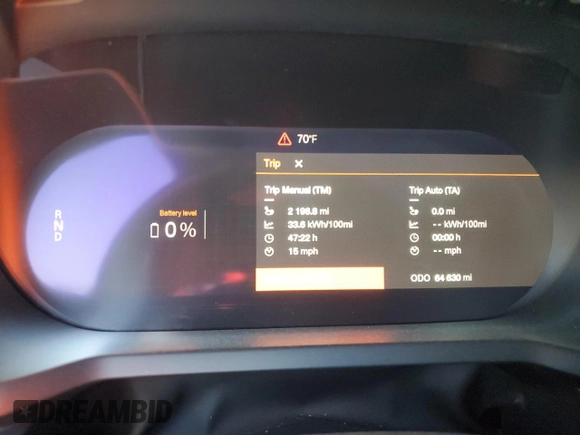 70°F
Trip ×
Trip Manual (TM)
2 198.8 mi
33.6 kWh/100mi
47:22 h
15 mph
Trip Auto (TA)
0.0 mi
-- kWh/100mi
00:00 h
-- mph
ODO 64 630 mi
Battery level
0 %
R
N
D
DREAMBID